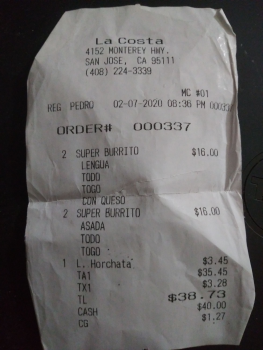 La Costa
4152 MONTEREY HWY.
SAN JOSE, CA 95111
(408) 224-3339
MC #01
REG PEDRO 02-07-2020 08:36 PM
ORDER# 000337
2 SUPER BURRITO $16.00
LENGUA
TODO
TOGO
CON QUESO
2 SUPER BURRITO $16.00
ASADA
TODO
TOGO
1 L. Horchata $3.45
TA1 $35.45
TX1 $3.28
TL $38.73
CASH $40.00
CG $1.27